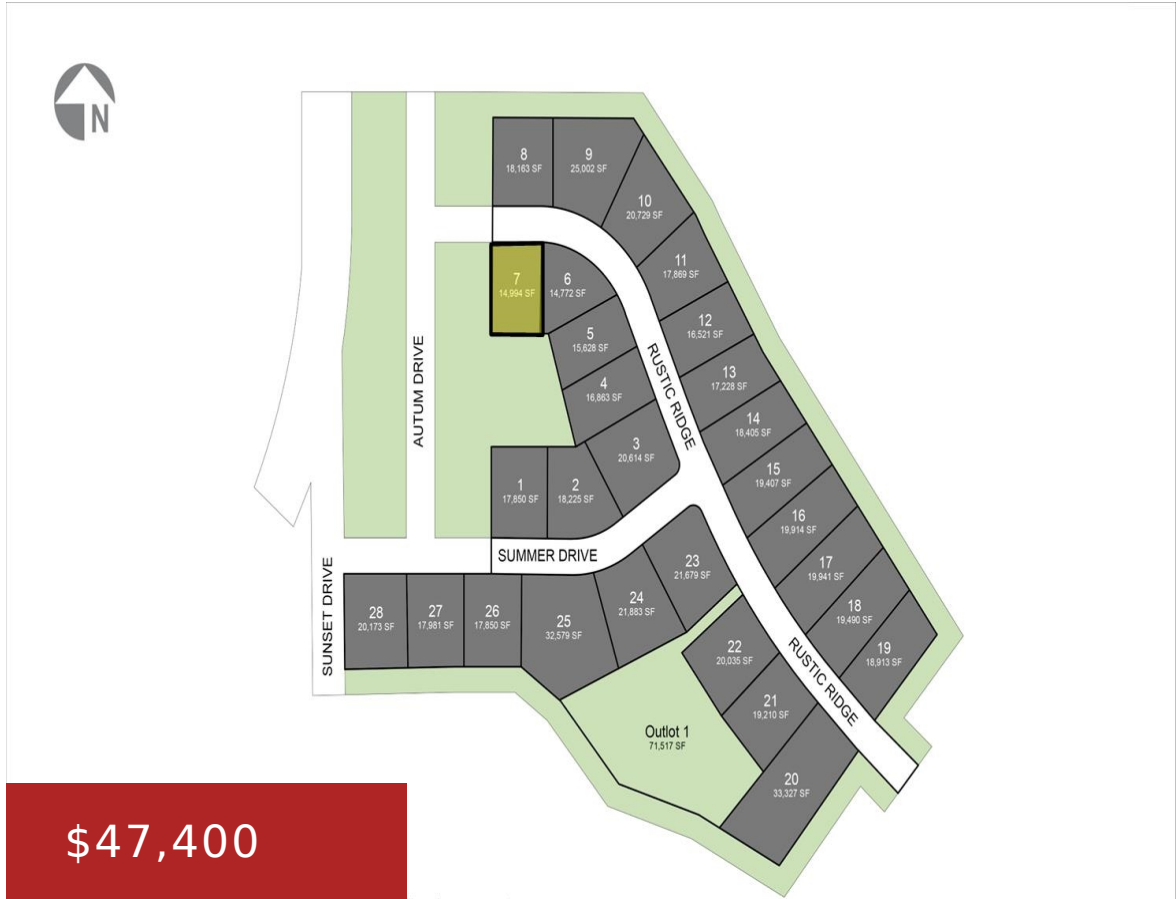 N
8
18,163 SF
9
25,002 SF
10
20,729 SF
11
17,869 SF
7
14,994 SF
6
14,772 SF
12
16,521 SF
5
15,628 SF
13
17,228 SF
4
16,863 SF
14
18,405 SF
3
20,614 SF
15
19,407 SF
1
17,850 SF
2
18,225 SF
16
19,914 SF
17
19,941 SF
18
19,490 SF
19
18,913 SF
AUTUM DRIVE
RUSTIC RIDGE
SUMMER DRIVE
SUNSET DRIVE
28
20,173 SF
27
17,981 SF
26
17,850 SF
25
32,579 SF
24
21,883 SF
23
21,679 SF
22
20,035 SF
21
19,210 SF
20
33,327 SF
RUSTIC RIDGE
Outlot 1
71,517 SF
$47,400